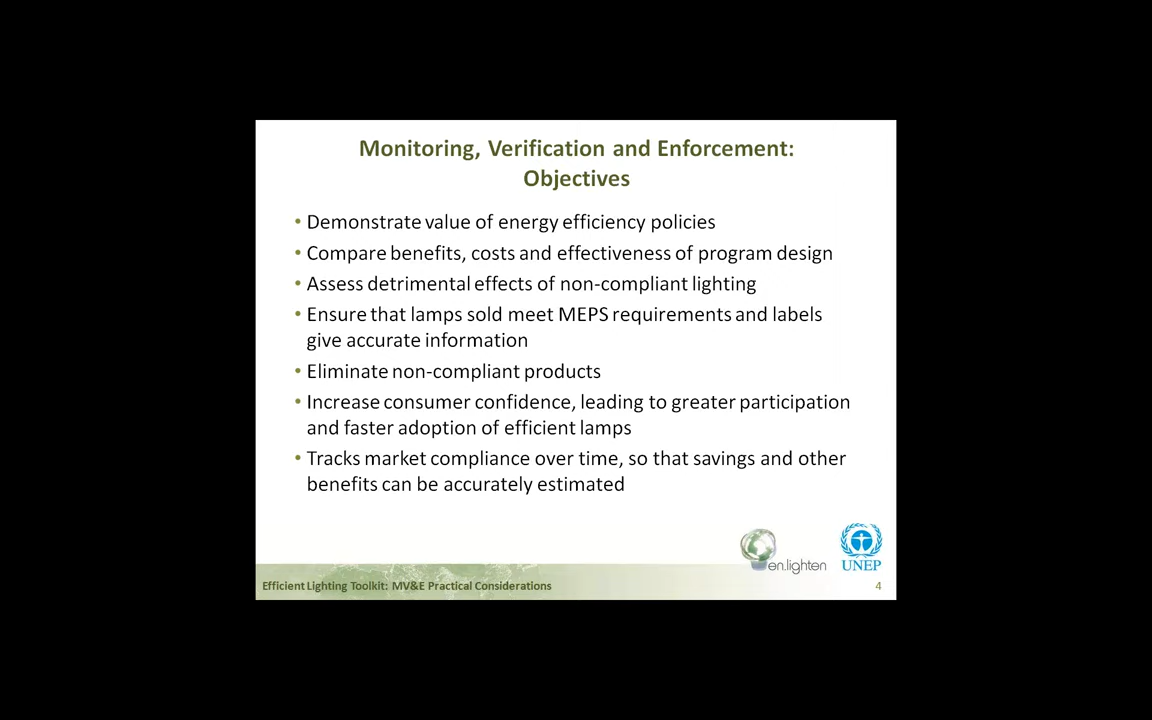 Monitoring, Verification and Enforcement:
Objectives
• Demonstrate value of energy efficiency policies
• Compare benefits, costs and effectiveness of program design
• Assess detrimental effects of non-compliant lighting
• Ensure that lamps sold meet MEPS requirements and labels
give accurate information
• Eliminate non-compliant products
• Increase consumer confidence, leading to greater participation
and faster adoption of efficient lamps
• Tracks market compliance over time, so that savings and other
benefits can be accurately estimated
en.lighten
UNEP
Efficient Lighting Toolkit: MV&E Practical Considerations
4